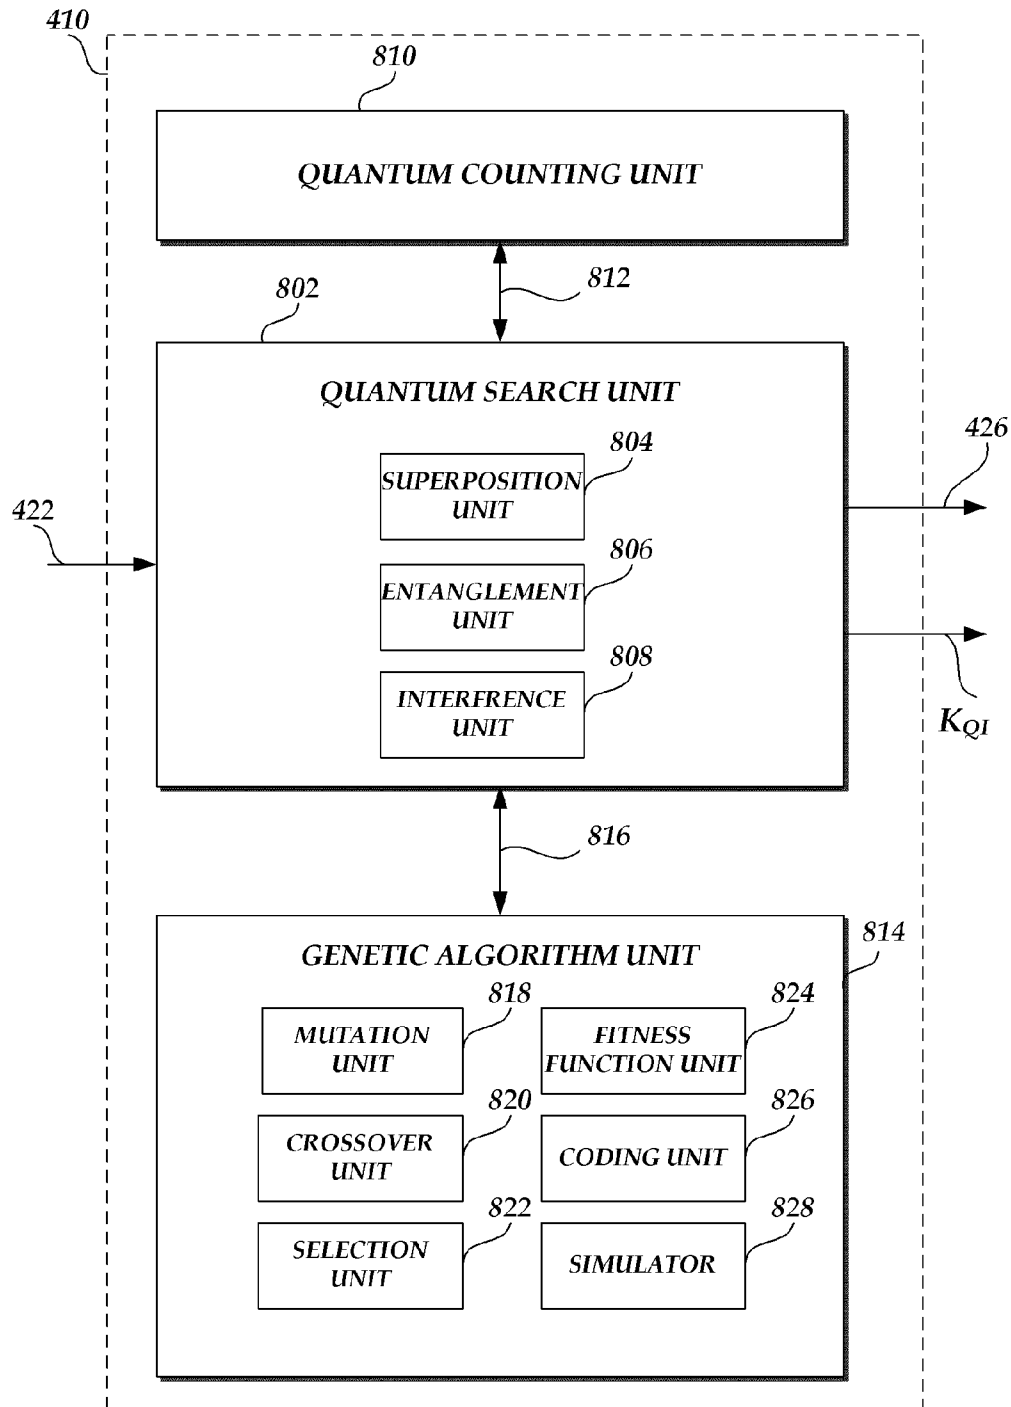 410
810
QUANTUM COUNTING UNIT
812
802
QUANTUM SEARCH UNIT
804
SUPERPOSITION
UNIT
426
422
806
ENTANGLEMENT
UNIT
808
INTERFRENCE
UNIT
KQI
816
814
GENETIC ALGORITHM UNIT
818
MUTATION
UNIT
824
FITNESS
FUNCTION UNIT
820
CROSSOVER
UNIT
826
CODING UNIT
822
SELECTION
UNIT
828
SIMULATOR